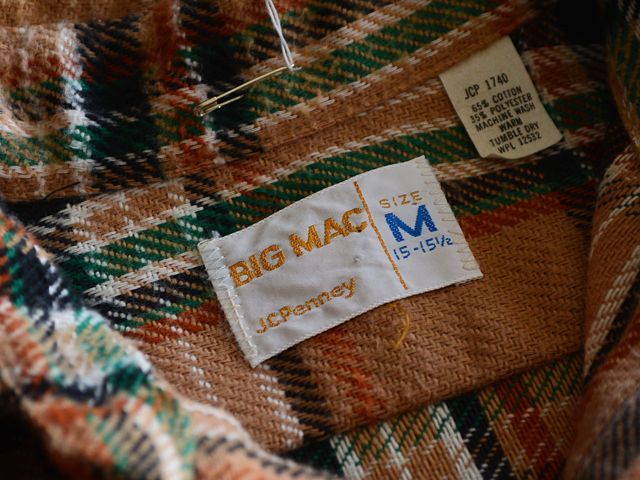 JCP 1740
65% COTTON
35% POLYESTER
MACHINE WASH
WARM
TUMBLE DRY
WPL 12532
BIG MAC
JCPenney
SIZE
M
15-15½